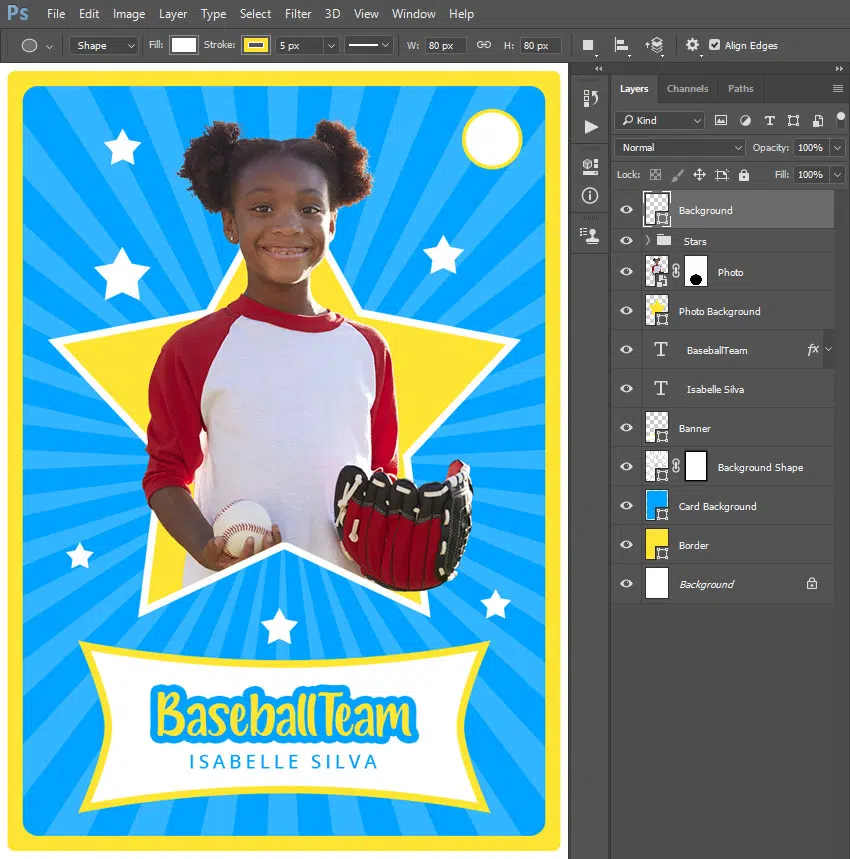 Ps File Edit Image Layer Type Select Filter 3D View Window Help
Shape Fill: Stroke: 5 px W: 80 px H: 80 px Align Edges
Layers Channels Paths
Kind
Normal Opacity: 100%
Lock: Fill: 100%
Background
Stars
Photo
Photo Background
BaseballTeam fx
Isabelle Silva
Banner
Background Shape
Card Background
Border
Background
BaseballTeam
ISABELLE SILVA